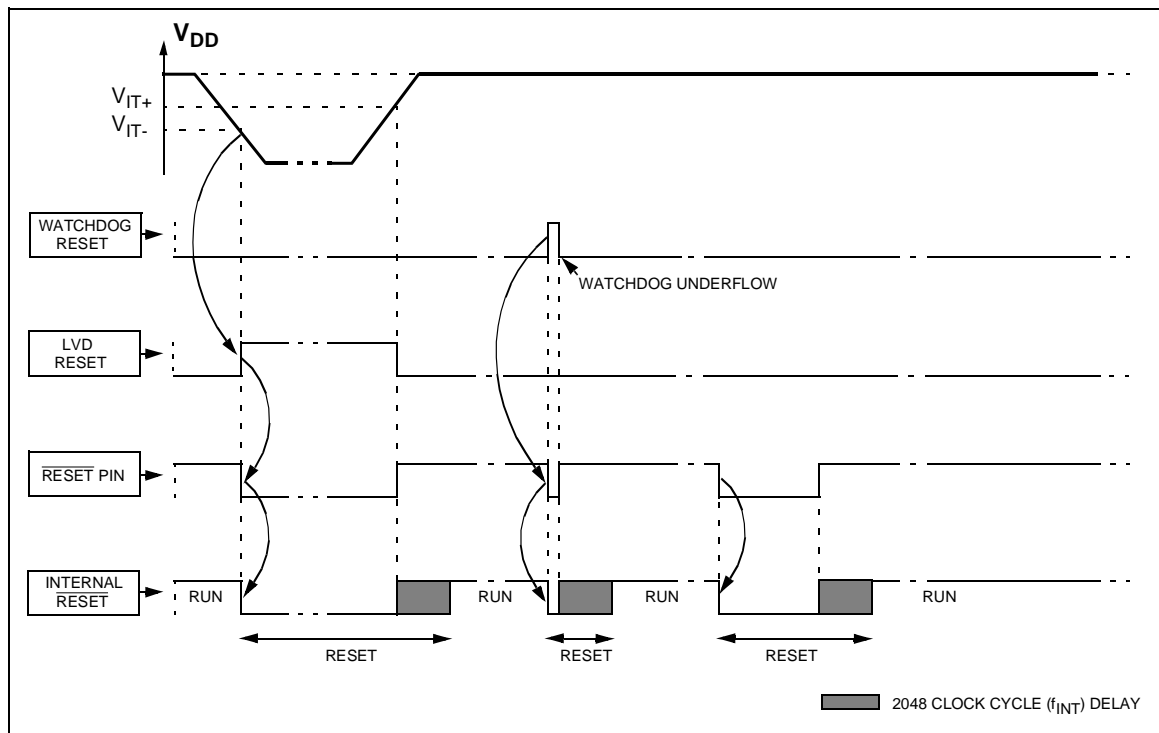 VDD
VIT+
VIT-
WATCHDOG
RESET
WATCHDOG UNDERFLOW
LVD
RESET
RESET PIN
INTERNAL
RESET
RUN
RUN
RUN
RUN
RESET
RESET
RESET
2048 CLOCK CYCLE (fINT) DELAY